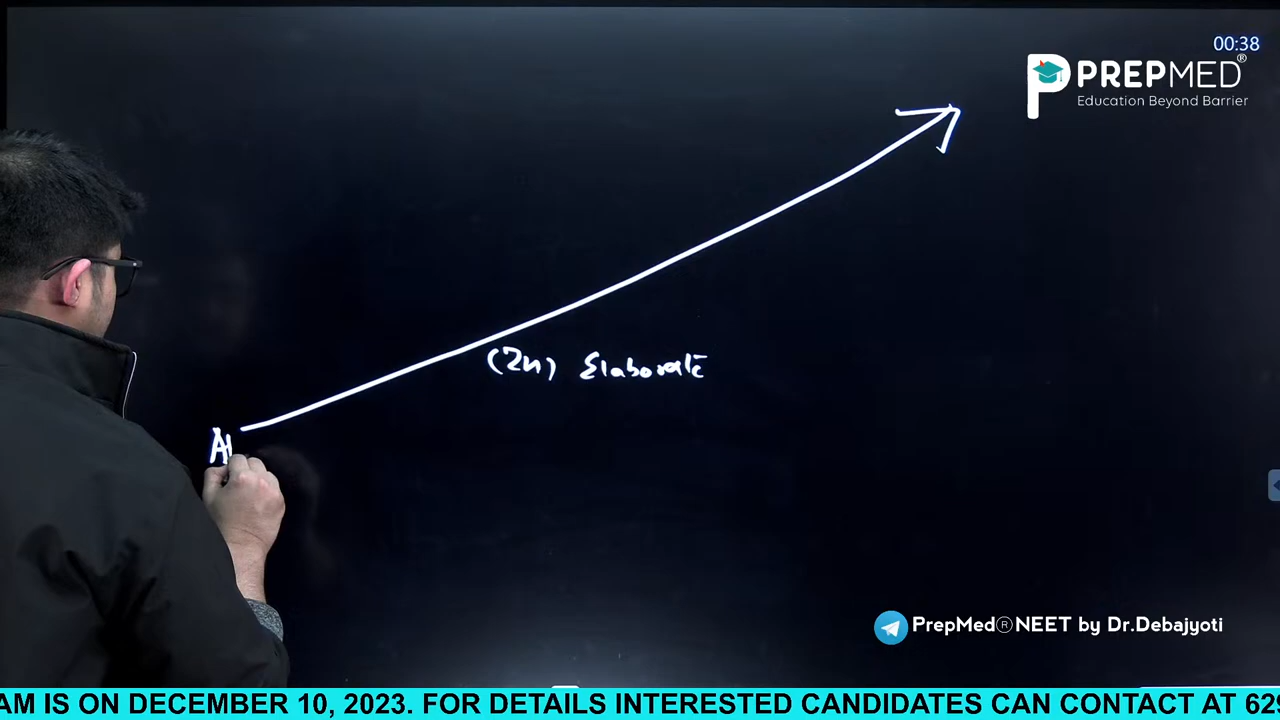 00:38
PREPMED®
Education Beyond Barrier
(2n) Elaborate
PrepMed® NEET by Dr.Debajyoti
AM IS ON DECEMBER 10, 2023. FOR DETAILS INTERESTED CANDIDATES CAN CONTACT AT 629